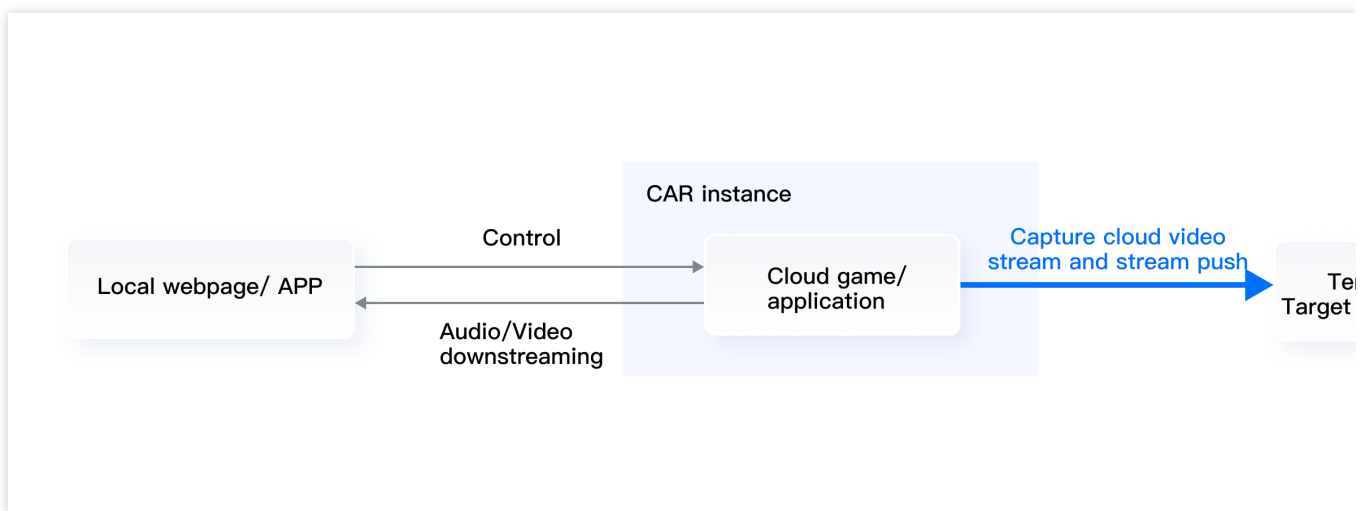 CAR instance
Control
Capture cloud video
stream and stream push
Local webpage/ APP
Cloud game/
application
Target
Audio/Video
downstreaming